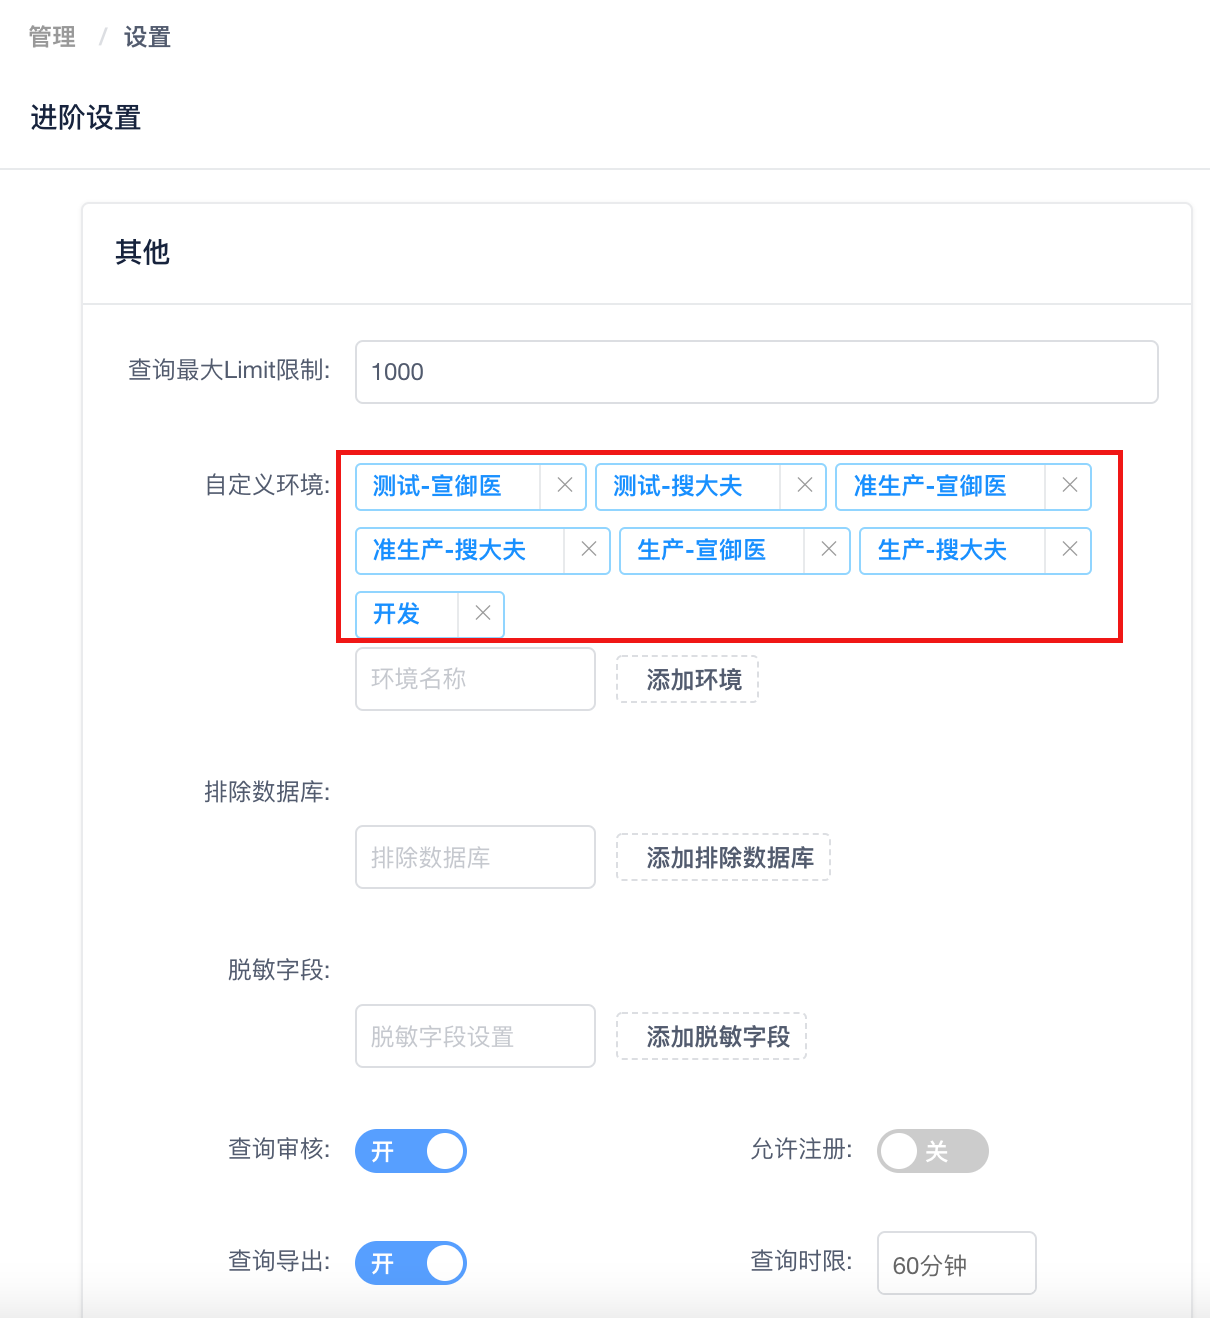 管理 / 设置
进阶设置
其他
查询最大Limit限制: 1000
自定义环境: 测试-宣御医 测试-搜大夫 准生产-宣御医
准生产-搜大夫 生产-宣御医 生产-搜大夫
开发
环境名称 添加环境
排除数据库:
排除数据库 添加排除数据库
脱敏字段:
脱敏字段设置 添加脱敏字段
查询审核: 开 允许注册: 关
查询导出: 开 查询时限: 60分钟